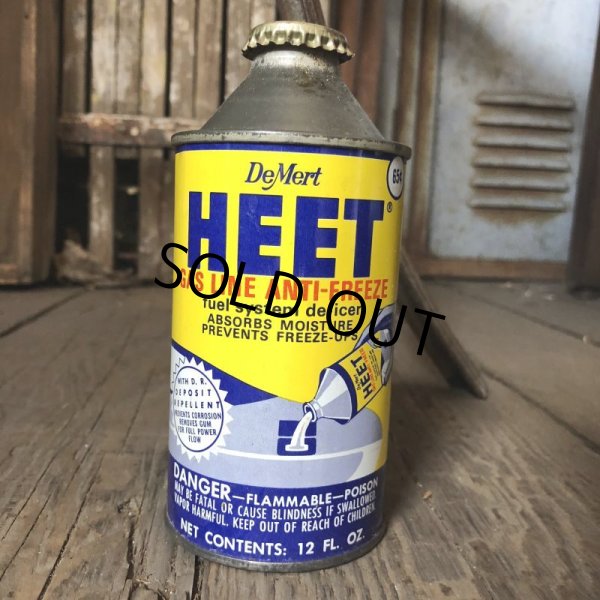 DeMert
65¢
HEET®
GAS LINE ANTI-FREEZE
fuel system deicer
ABSORBS MOISTURE
PREVENTS FREEZE-UPS
SOLD OUT
HEET
WITH D. R.
DEPOSIT
REPELLENT
PREVENTS CORROSION
REMOVES GUM
FOR FULL POWER
FLOW
DANGER—FLAMMABLE—POISON
MAY BE FATAL OR CAUSE BLINDNESS IF SWALLOWED
VAPOR HARMFUL. KEEP OUT OF REACH OF CHILDREN.
NET CONTENTS: 12 FL. OZ.